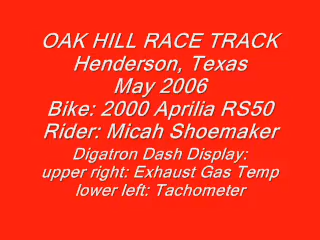 OAK HILL RACE TRACK
Henderson, Texas
May 2006
Bike: 2000 Aprilia RS50
Rider: Micah Shoemaker
Digatron Dash Display:
upper right: Exhaust Gas Temp
lower left: Tachometer